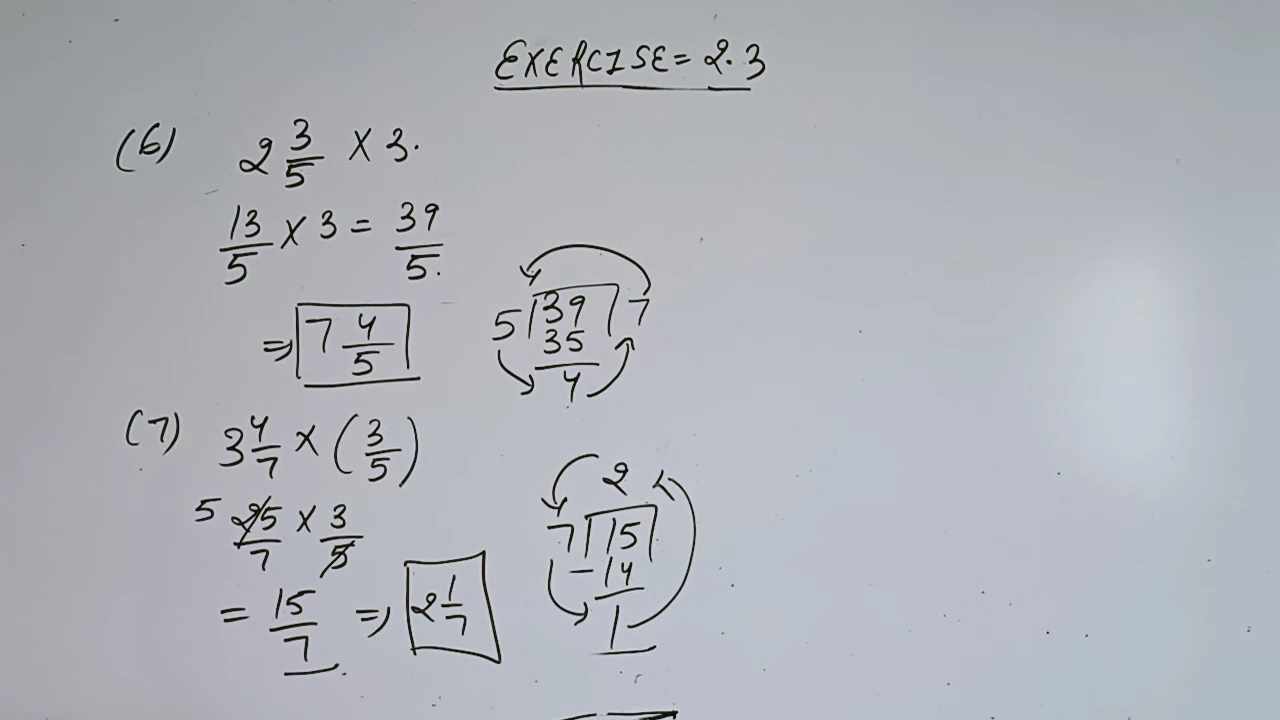 EXERCISE = 2.3
(6) 2 3/5 × 3.
13/5 × 3 = 39/5.
⇒ 7 4/5
5 | 39 | 7
35
4
(7) 3 4/7 × (3/5)
5 25/7 × 3/5
= 15/7 ⇒ 2 1/7
2
7 | 15
- 14
1